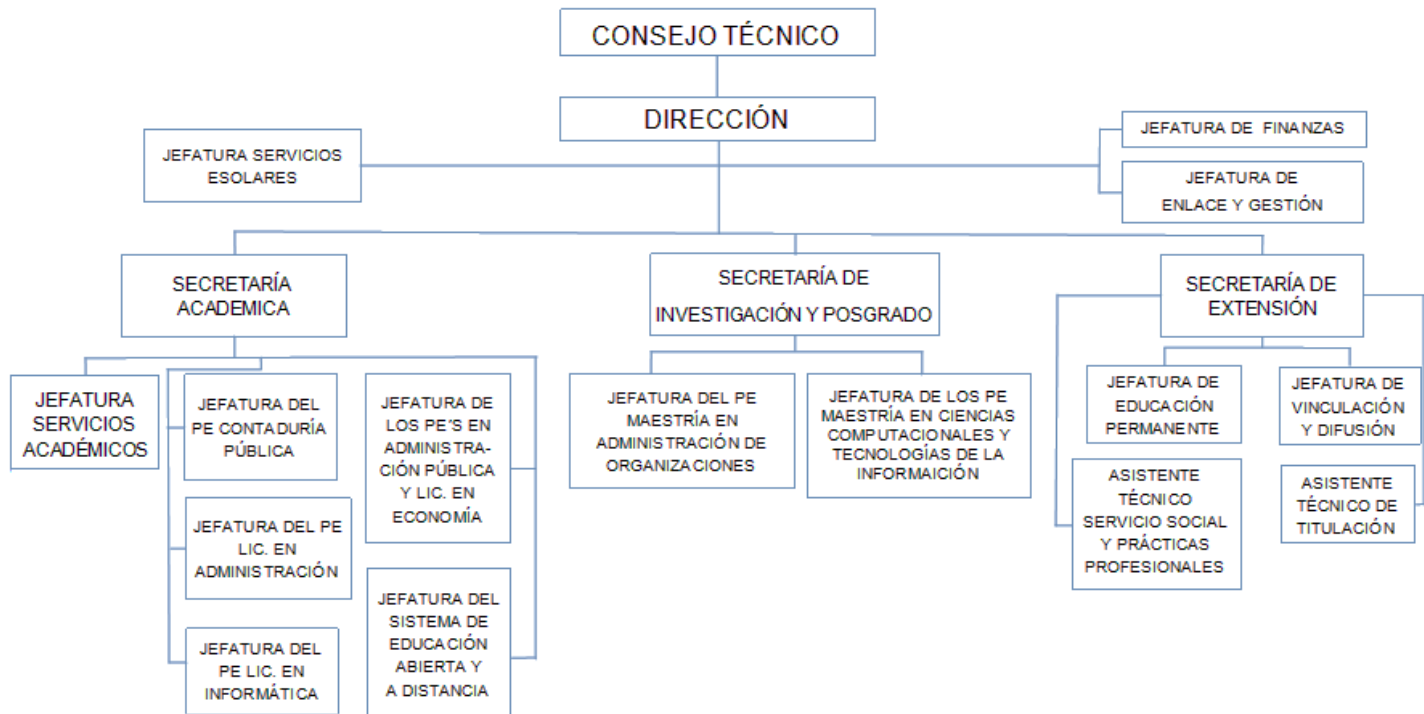 CONSEJO TÉCNICO
DIRECCIÓN
JEFATURA SERVICIOS
ESOLARES
JEFATURA DE FINANZAS
JEFATURA DE
ENLACE Y GESTIÓN
SECRETARÍA
ACADEMICA
SECRETARÍA DE
INVESTIGACIÓN Y POSGRADO
SECRETARÍA DE
EXTENSIÓN
JEFATURA
SERVICIOS
ACADÉMICOS
JEFATURA DEL
PE CONTADURÍA
PÚBLICA
JEFATURA DE
LOS PE´S EN
ADMINISTRA-
CIÓN PÚBLICA
Y LIC. EN
ECONOMÍA
JEFATURA DEL PE
LIC. EN
ADMINISTRACIÓN
JEFATURA DEL
SISTEMA DE
EDUCACIÓN
ABIERTA Y
A DISTANCIA
JEFATURA DEL
PE LIC. EN
INFORMÁTICA
JEFATURA DEL PE
MAESTRÍA EN
ADMINISTRACIÓN DE
ORGANIZACIONES
JEFATURA DE LOS PE
MAESTRÍA EN CIENCIAS
COMPUTACIONALES Y
TECNOLOGÍAS DE LA
INFORMAICIÓN
JEFATURA DE
EDUCACIÓN
PERMANENTE
JEFATURA DE
VINCULACIÓN
Y DIFUSIÓN
ASISTENTE
TÉCNICO
SERVICIO SOCIAL
Y PRÁCTICAS
PROFESIONALES
ASISTENTE
TÉCNICO DE
TITULACIÓN